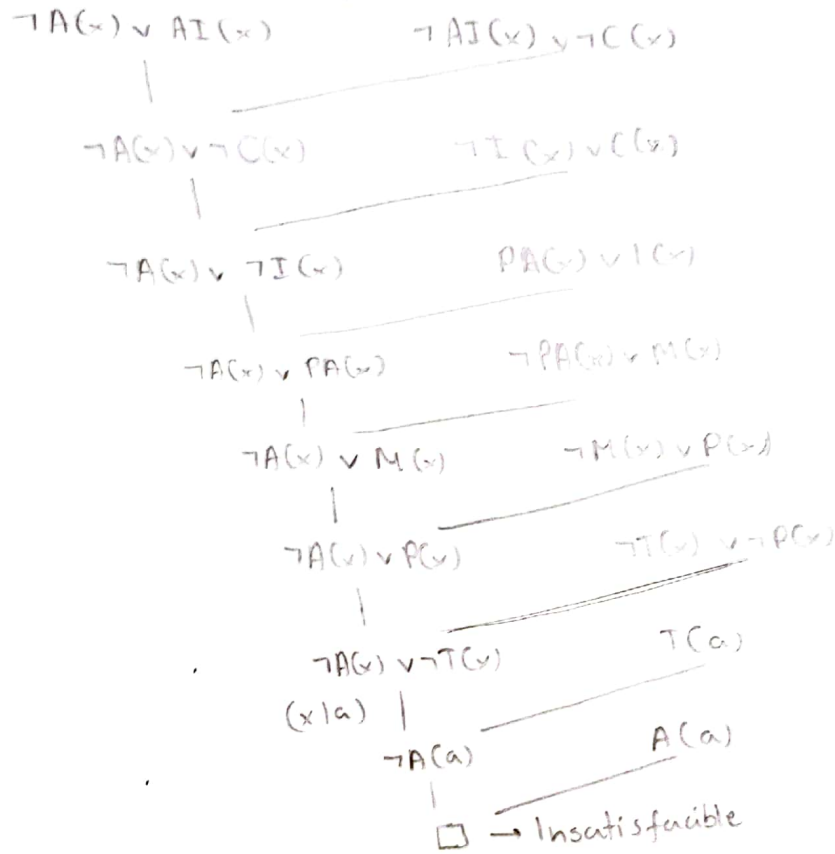 ¬A(x) ∨ AI(x) ¬AI(x) ∨ ¬C(x)
¬A(x) ∨ ¬C(x) ¬I(x) ∨ C(x)
¬A(x) ∨ ¬I(x) PA(x) ∨ I(x)
¬A(x) ∨ PA(x) ¬PA(x) ∨ M(x)
¬A(x) ∨ M(x) ¬M(x) ∨ P(x)
¬A(x) ∨ P(x) ¬T(x) ∨ ¬P(x)
¬A(x) ∨ ¬T(x) T(a)
(x|a)
¬A(a) A(a)
□ → Insatisfacible